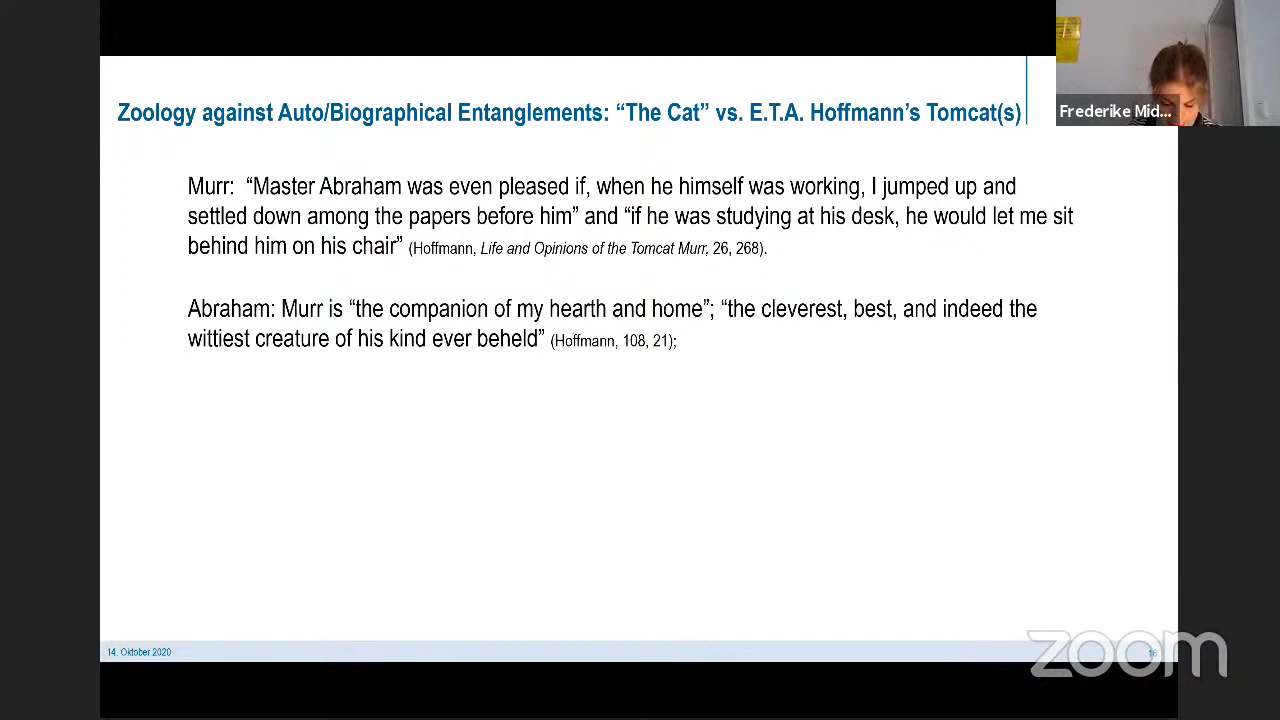 Zoology against Auto/Biographical Entanglements: “The Cat” vs. E.T.A. Hoffmann’s Tomcat(s)
Frederike Mid...
Murr: “Master Abraham was even pleased if, when he himself was working, I jumped up and
settled down among the papers before him” and “if he was studying at his desk, he would let me sit
behind him on his chair” (Hoffmann, Life and Opinions of the Tomcat Murr, 26, 268).
Abraham: Murr is “the companion of my hearth and home”; “the cleverest, best, and indeed the
wittiest creature of his kind ever beheld” (Hoffmann, 108, 21);
14. Oktober 2020
16
zoom